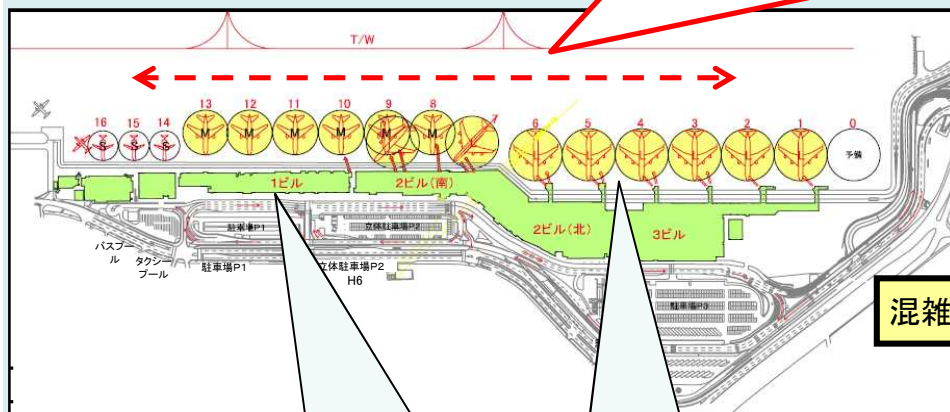 T/W
16
15
14
13
12
11
10
9
8
7
6
5
4
3
2
1
0
S
S
S
M
M
M
M
M
M
予備
1ビル
2ビル(南)
2ビル(北)
3ビル
駐車場P1
立体駐車場P2
バスプー
ル
タクシー
プール
駐車場P1
立体駐車場P2
H6
駐車場P3
混雑